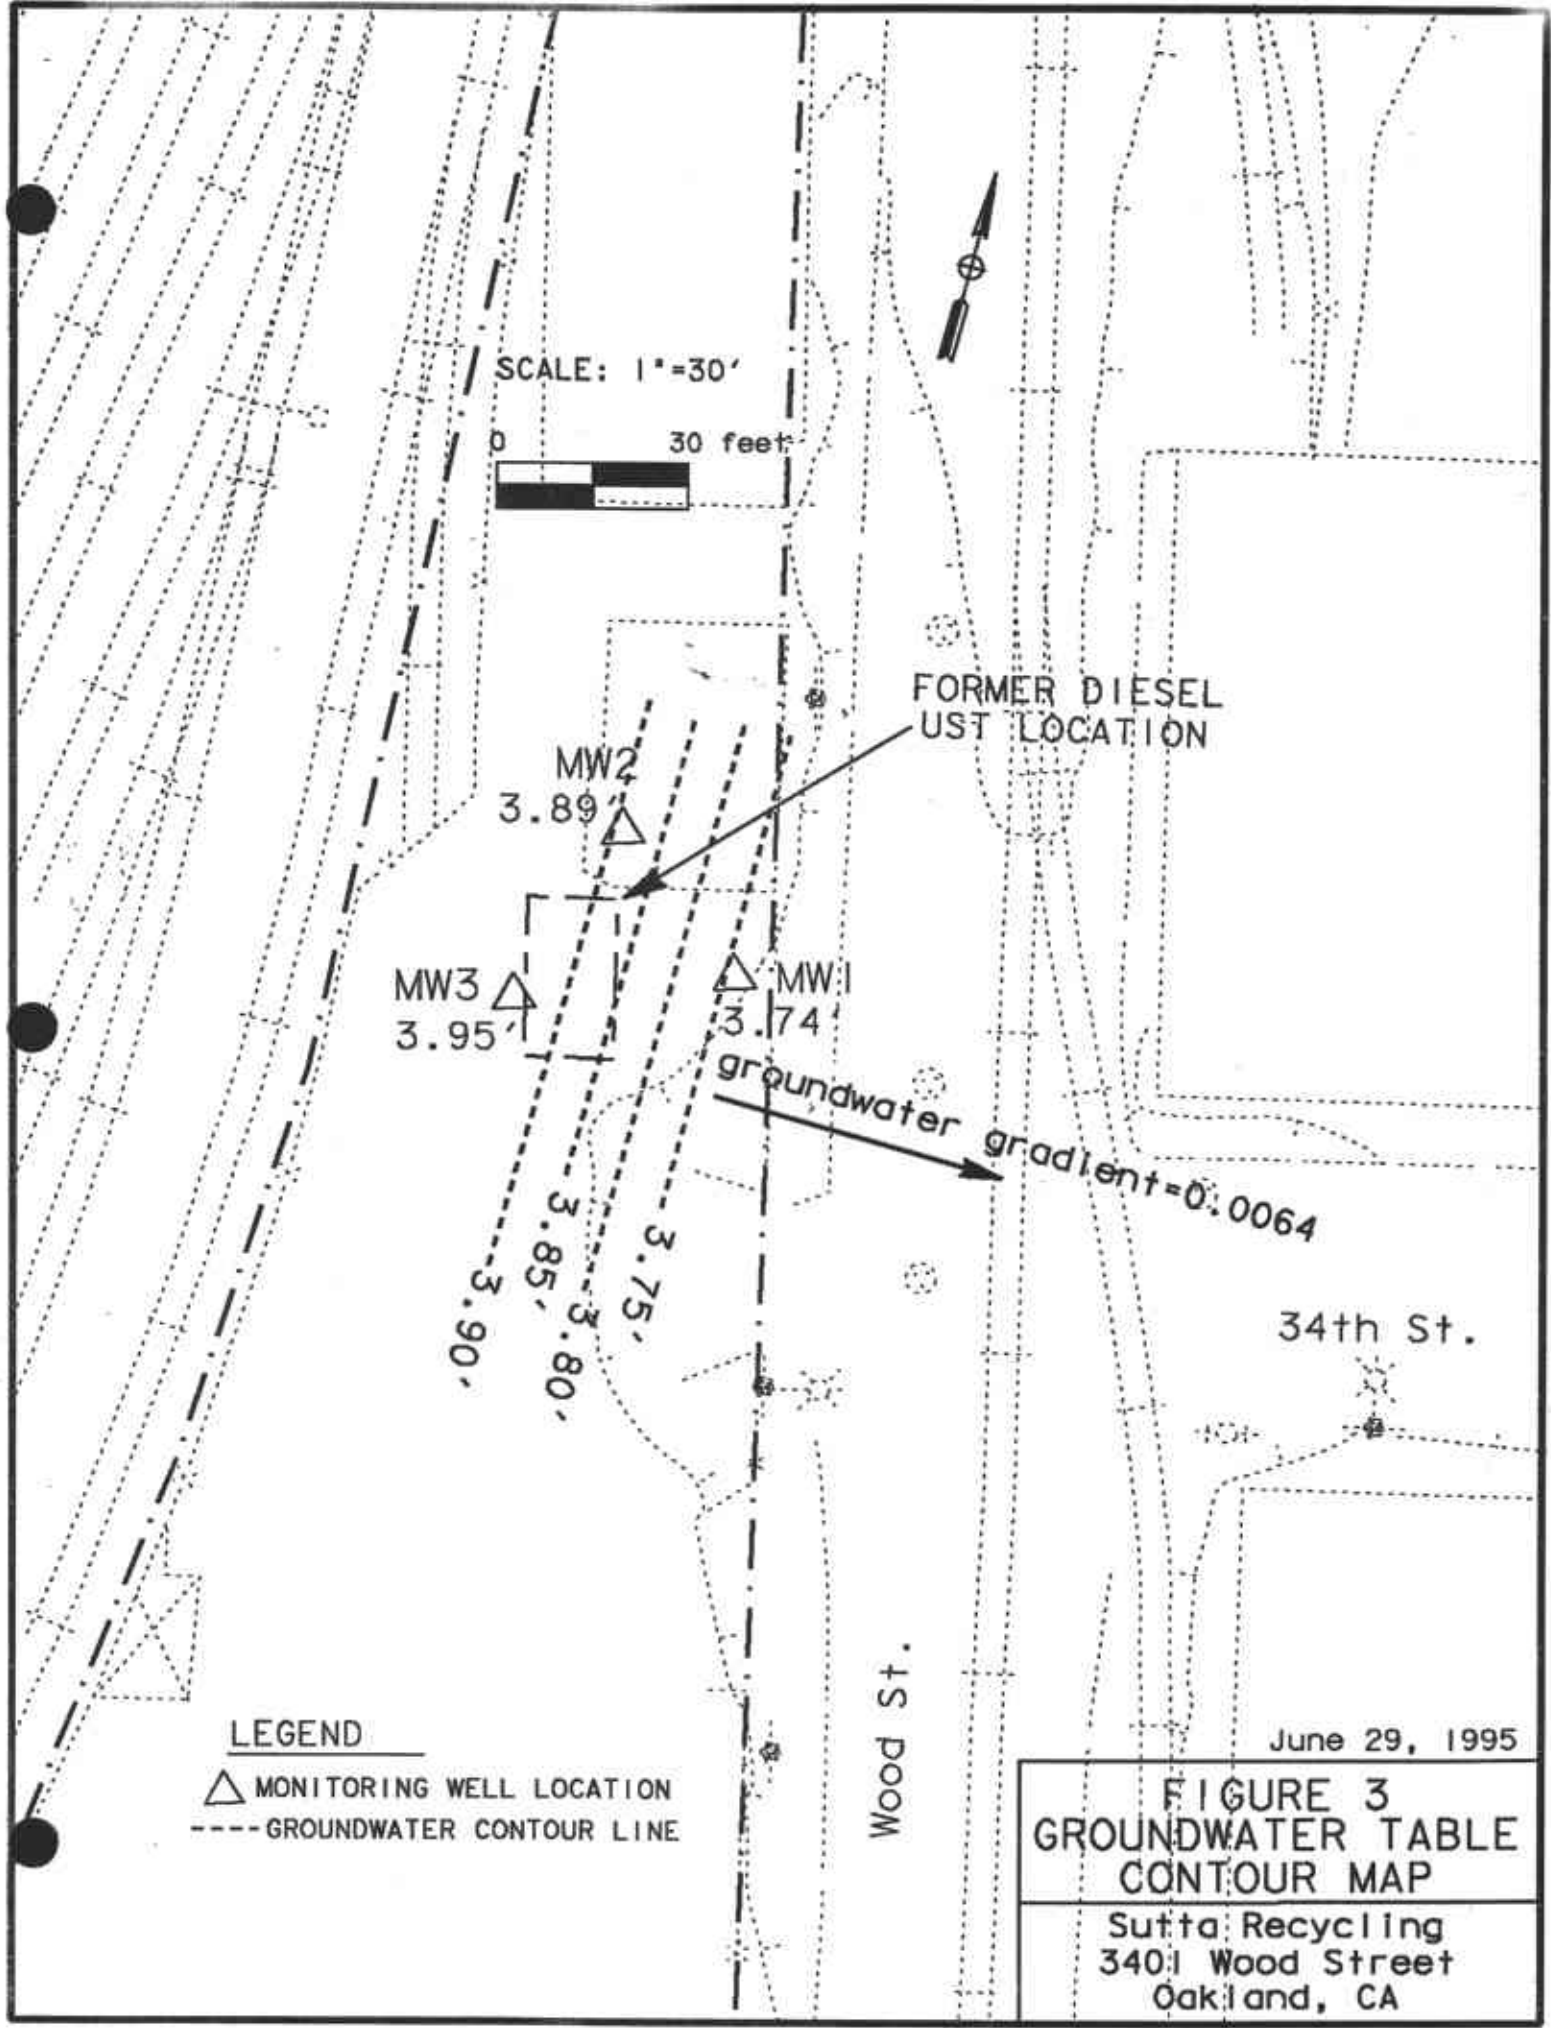 SCALE: 1"=30'
0 30 feet
FORMER DIESEL
UST LOCATION
MW2
3.89'
MW3
3.95'
MW1
3.74'
groundwater gradient=0.0064
3.90'
3.85'
3.80'
3.75'
34th St.
Wood St.
LEGEND
MONITORING WELL LOCATION
GROUNDWATER CONTOUR LINE
June 29, 1995
FIGURE 3
GROUNDWATER TABLE
CONTOUR MAP
Sutta Recycling
3401 Wood Street
Oakland, CA